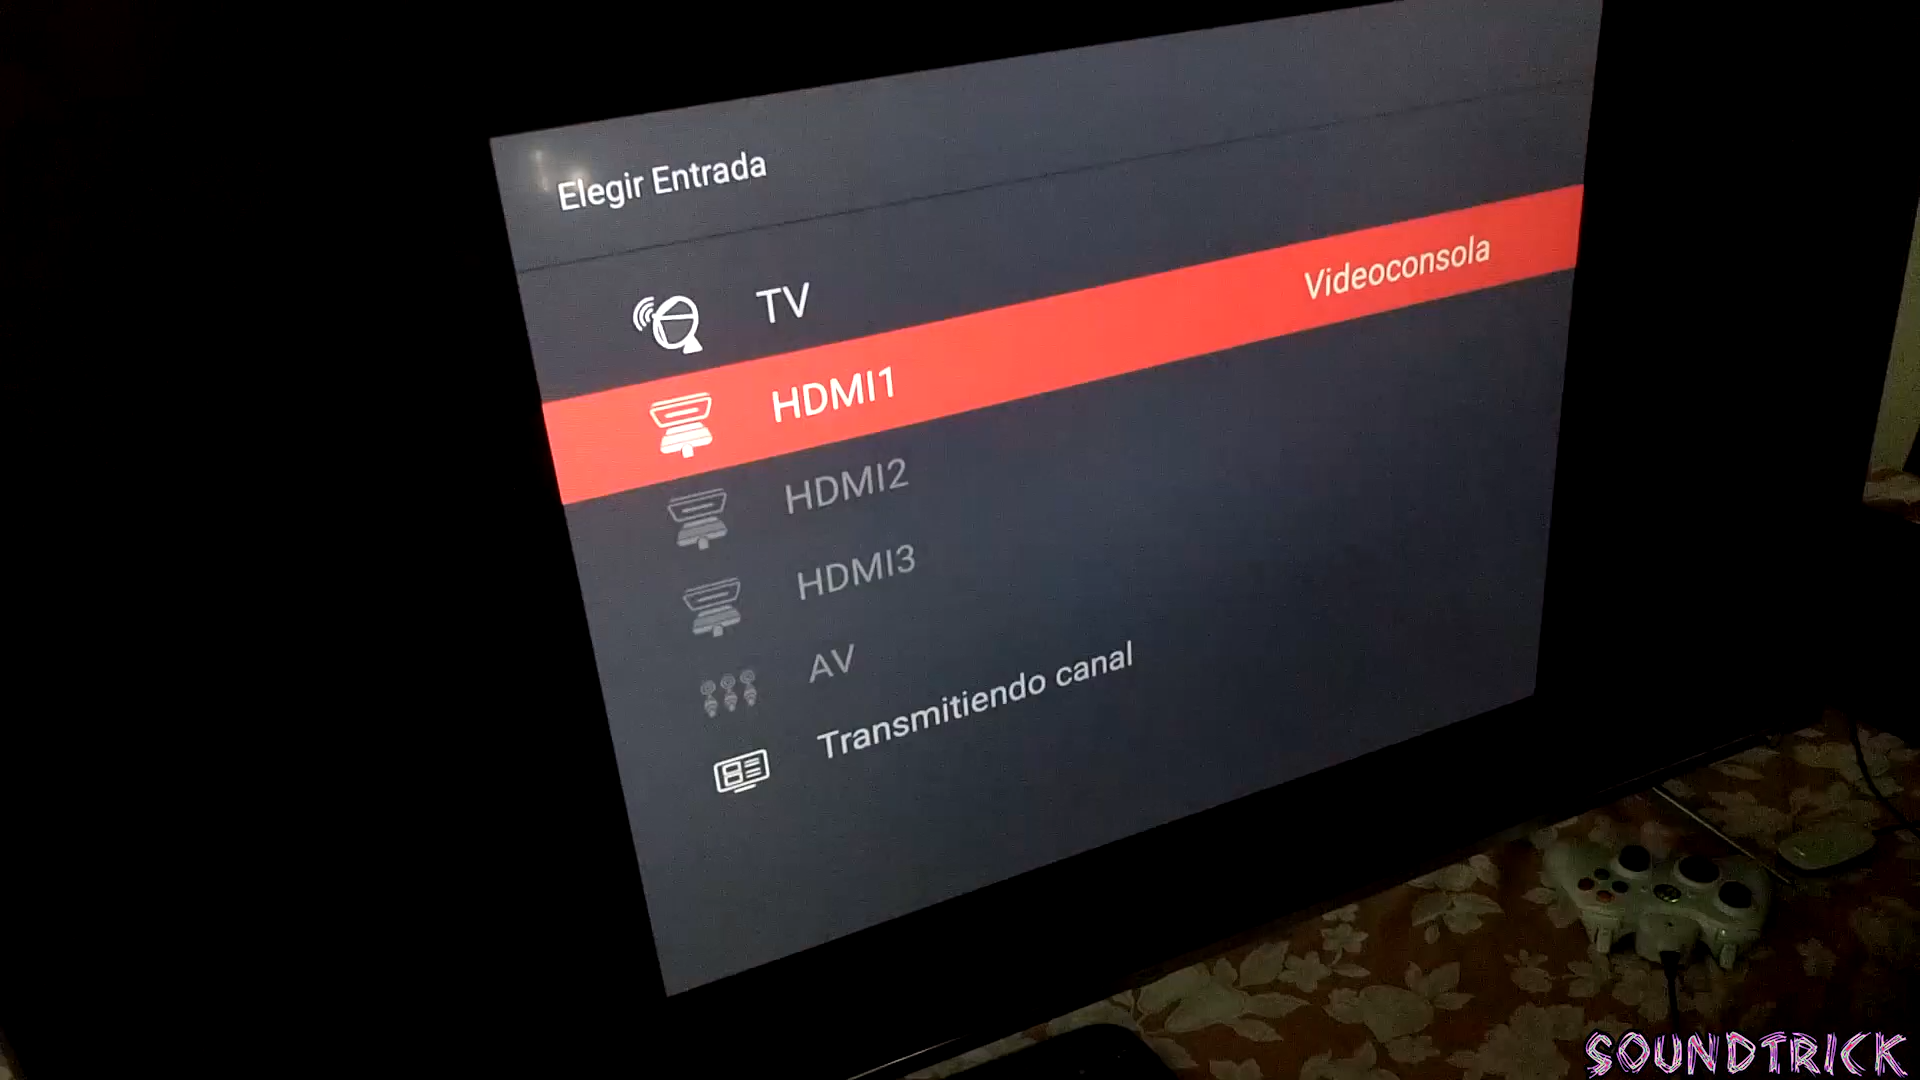 Elegir Entrada
TV
HDMI1 Videoconsola
HDMI2
HDMI3
AV
Transmitiendo canal
SOUNDTRICK